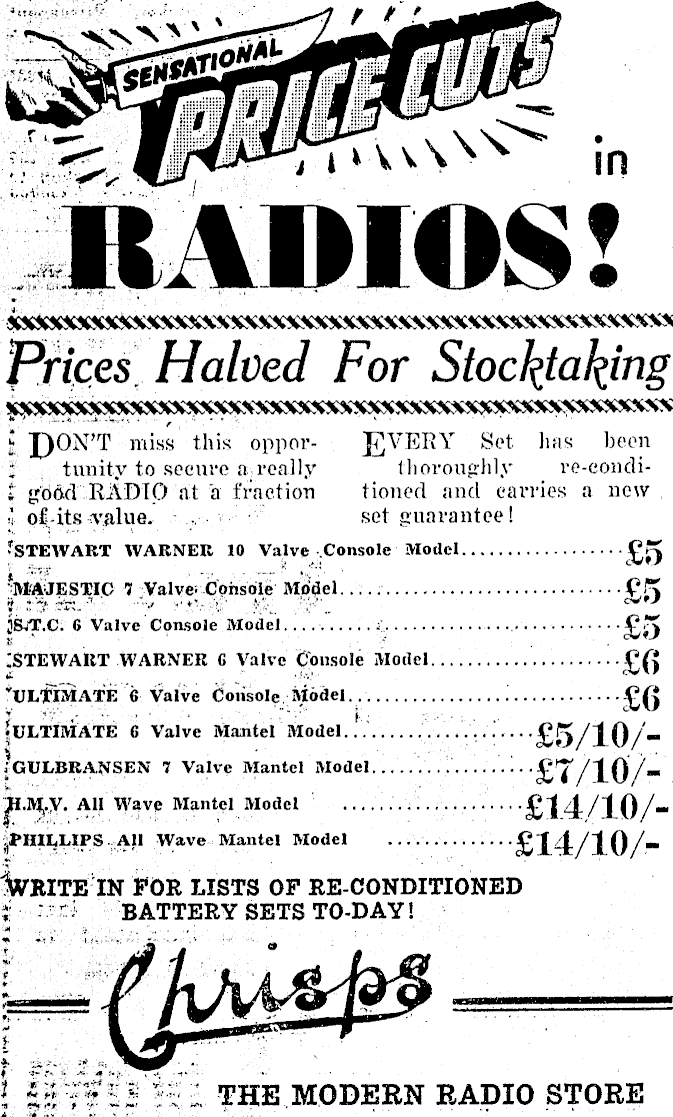 SENSATIONAL
PRICE CUTS
in
RADIOS!
Prices Halved For Stocktaking
DON'T miss this oppor-
tunity to secure a really
good RADIO at a fraction
of its value.
EVERY Set has been
thoroughly re-condi-
tioned and carries a new
set guarantee!
STEWART WARNER 10 Valve Console Model..................£5
MAJESTIC 7 Valve Console Model..............................£5
S.T.C. 6 Valve Console Model....................................£5
STEWART WARNER 6 Valve Console Model.....................£6
ULTIMATE 6 Valve Console Model..............................£6
ULTIMATE 6 Valve Mantel Model.....................£5/10/-
GULBRANSEN 7 Valve Mantel Model..................£7/10/-
H.M.V. All Wave Mantel Model ....................£14/10/-
PHILLIPS All Wave Mantel Model ..............£14/10/-
WRITE IN FOR LISTS OF RE-CONDITIONED
BATTERY SETS TO-DAY!
Chrisps
THE MODERN RADIO STORE